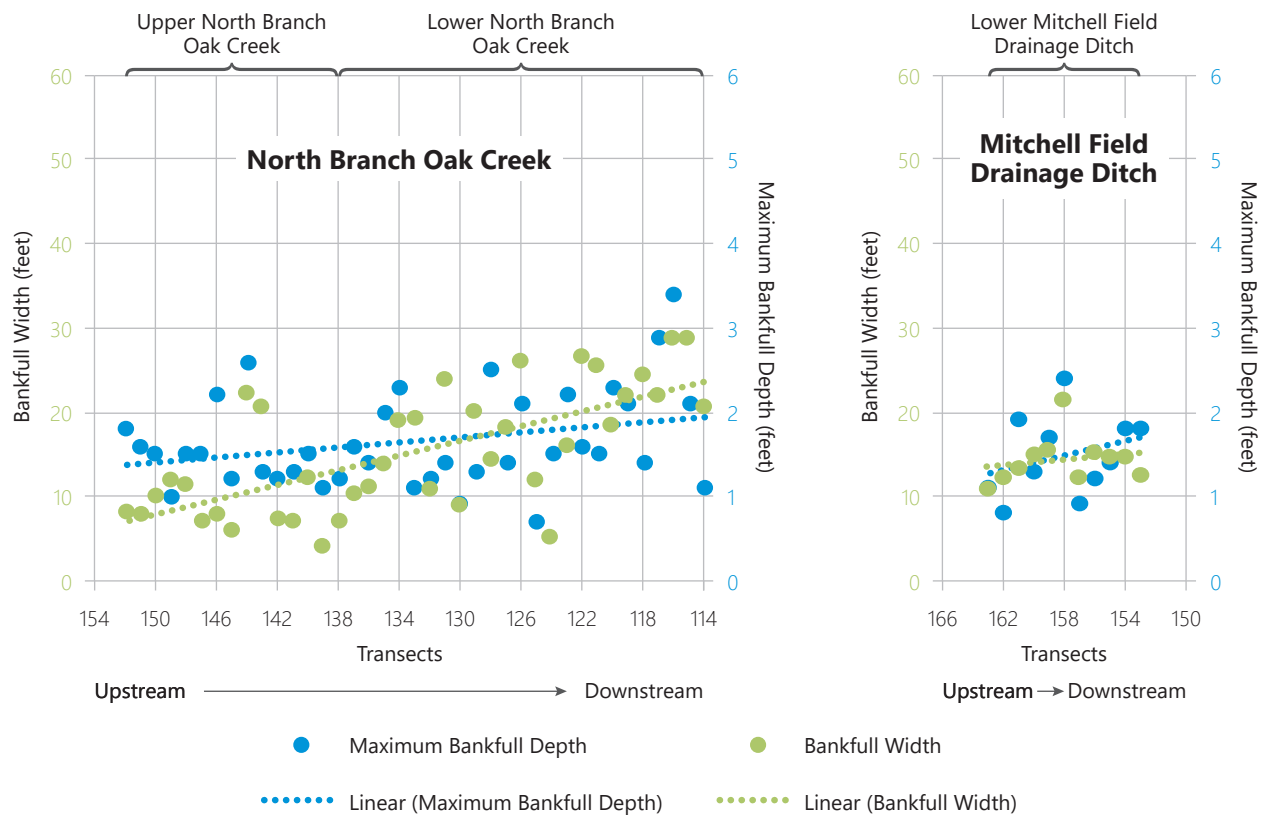 Upper North Branch
Oak Creek
Lower North Branch
Oak Creek
Lower Mitchell Field
Drainage Ditch
North Branch Oak Creek
Mitchell Field
Drainage Ditch
Bankfull Width (feet)
60
50
40
30
20
10
0
Maximum Bankfull Depth (feet)
6
5
4
3
2
1
0
154 150 146 142 138 134 130 126 122 118 114
Transects
Upstream Downstream
Bankfull Width (feet)
60
50
40
30
20
10
0
Maximum Bankfull Depth (feet)
6
5
4
3
2
1
0
166 162 158 154 150
Transects
Upstream Downstream
Maximum Bankfull Depth
Bankfull Width
Linear (Maximum Bankfull Depth)
Linear (Bankfull Width)